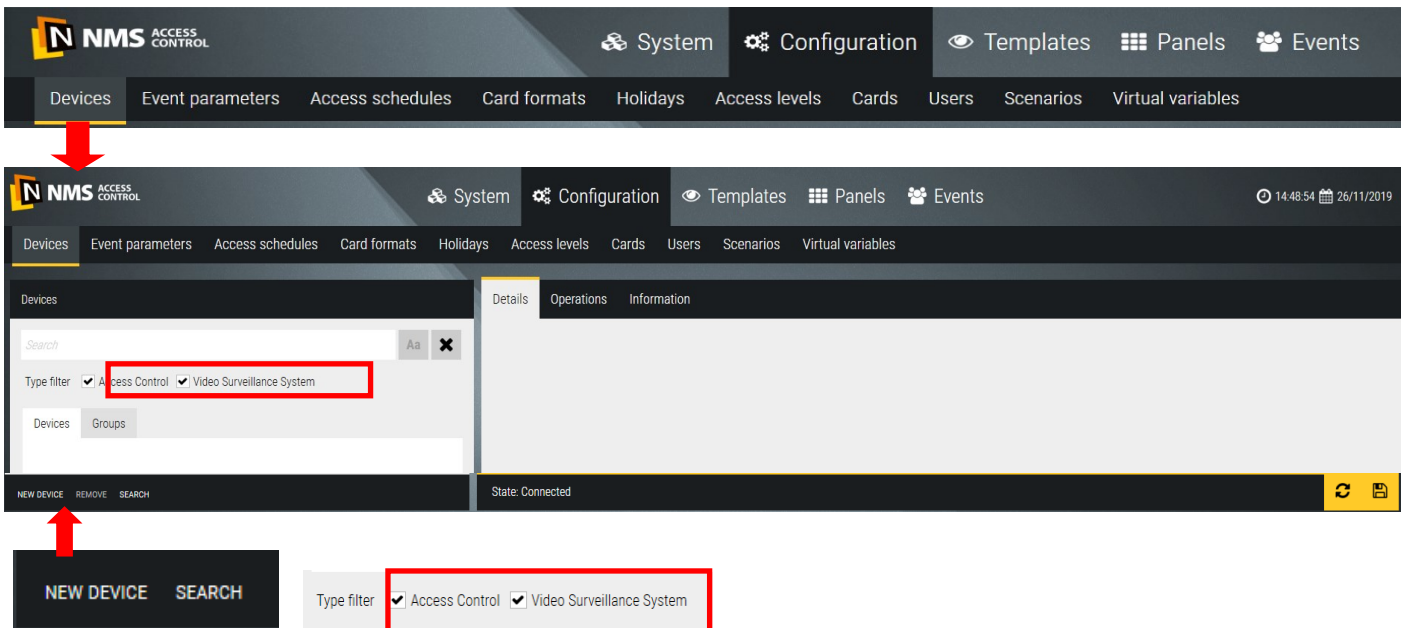 N NMS ACCESS CONTROL System Configuration Templates Panels Events
Devices Event parameters Access schedules Card formats Holidays Access levels Cards Users Scenarios Virtual variables
N NMS ACCESS CONTROL System Configuration Templates Panels Events 14:48:54 26/11/2019
Devices Event parameters Access schedules Card formats Holidays Access levels Cards Users Scenarios Virtual variables
Devices Details Operations Information
Search Aa
Type filter Access Control Video Surveillance System
Devices Groups
NEW DEVICE REMOVE SEARCH State: Connected
NEW DEVICE SEARCH Type filter Access Control Video Surveillance System